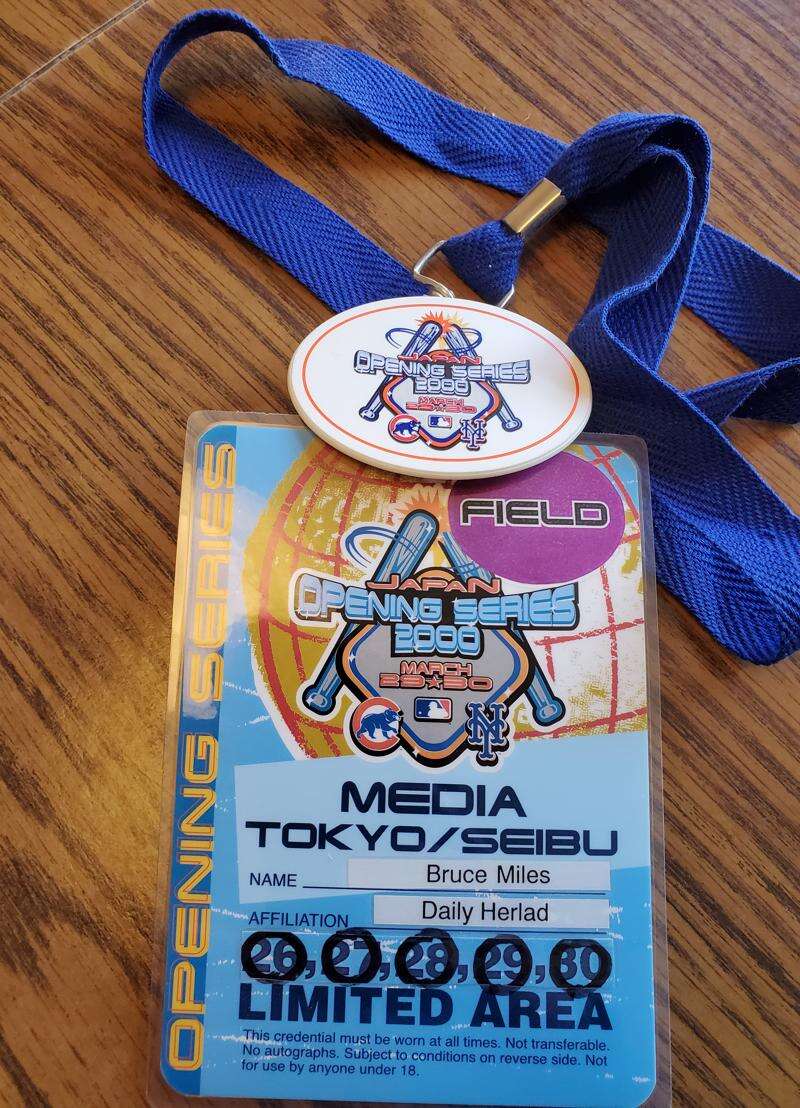 JAPAN
OPENING SERIES
2000
MARCH
29★30
NY
FIELD
OPENING SERIES
JAPAN
OPENING SERIES
2000
MARCH
29★30
C
NY
MEDIA
TOKYO/SEIBU
NAME Bruce Miles
AFFILIATION Daily Herlad
26,27,28,29,30
LIMITED AREA
This credential must be worn at all times. Not transferable.
No autographs. Subject to conditions on reverse side. Not
for use by anyone under 18.